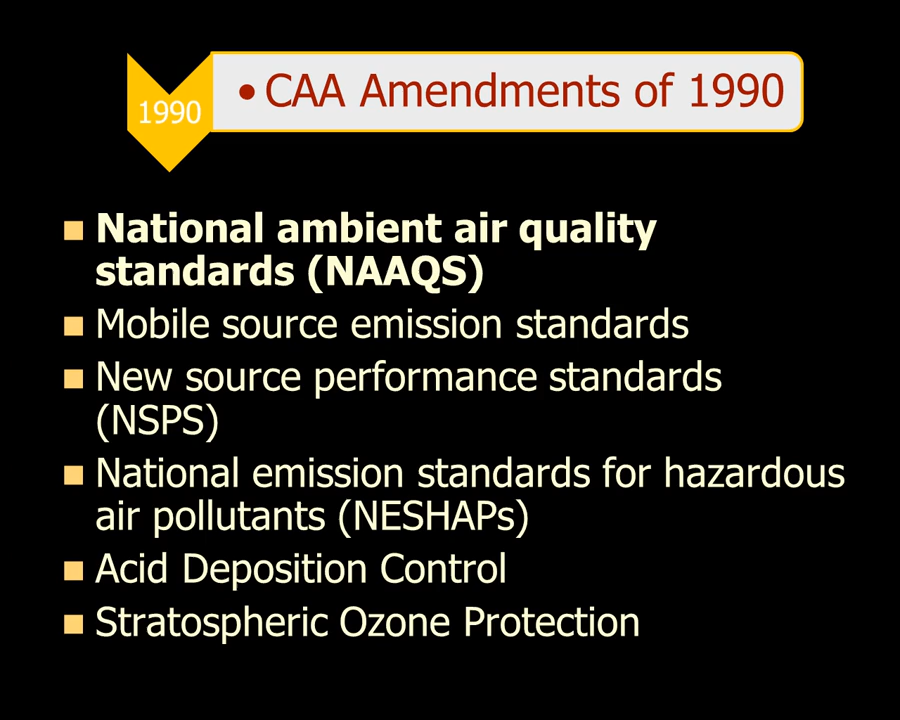 1990
• CAA Amendments of 1990
■ National ambient air quality
standards (NAAQS)
■ Mobile source emission standards
■ New source performance standards
(NSPS)
■ National emission standards for hazardous
air pollutants (NESHAPs)
■ Acid Deposition Control
■ Stratospheric Ozone Protection